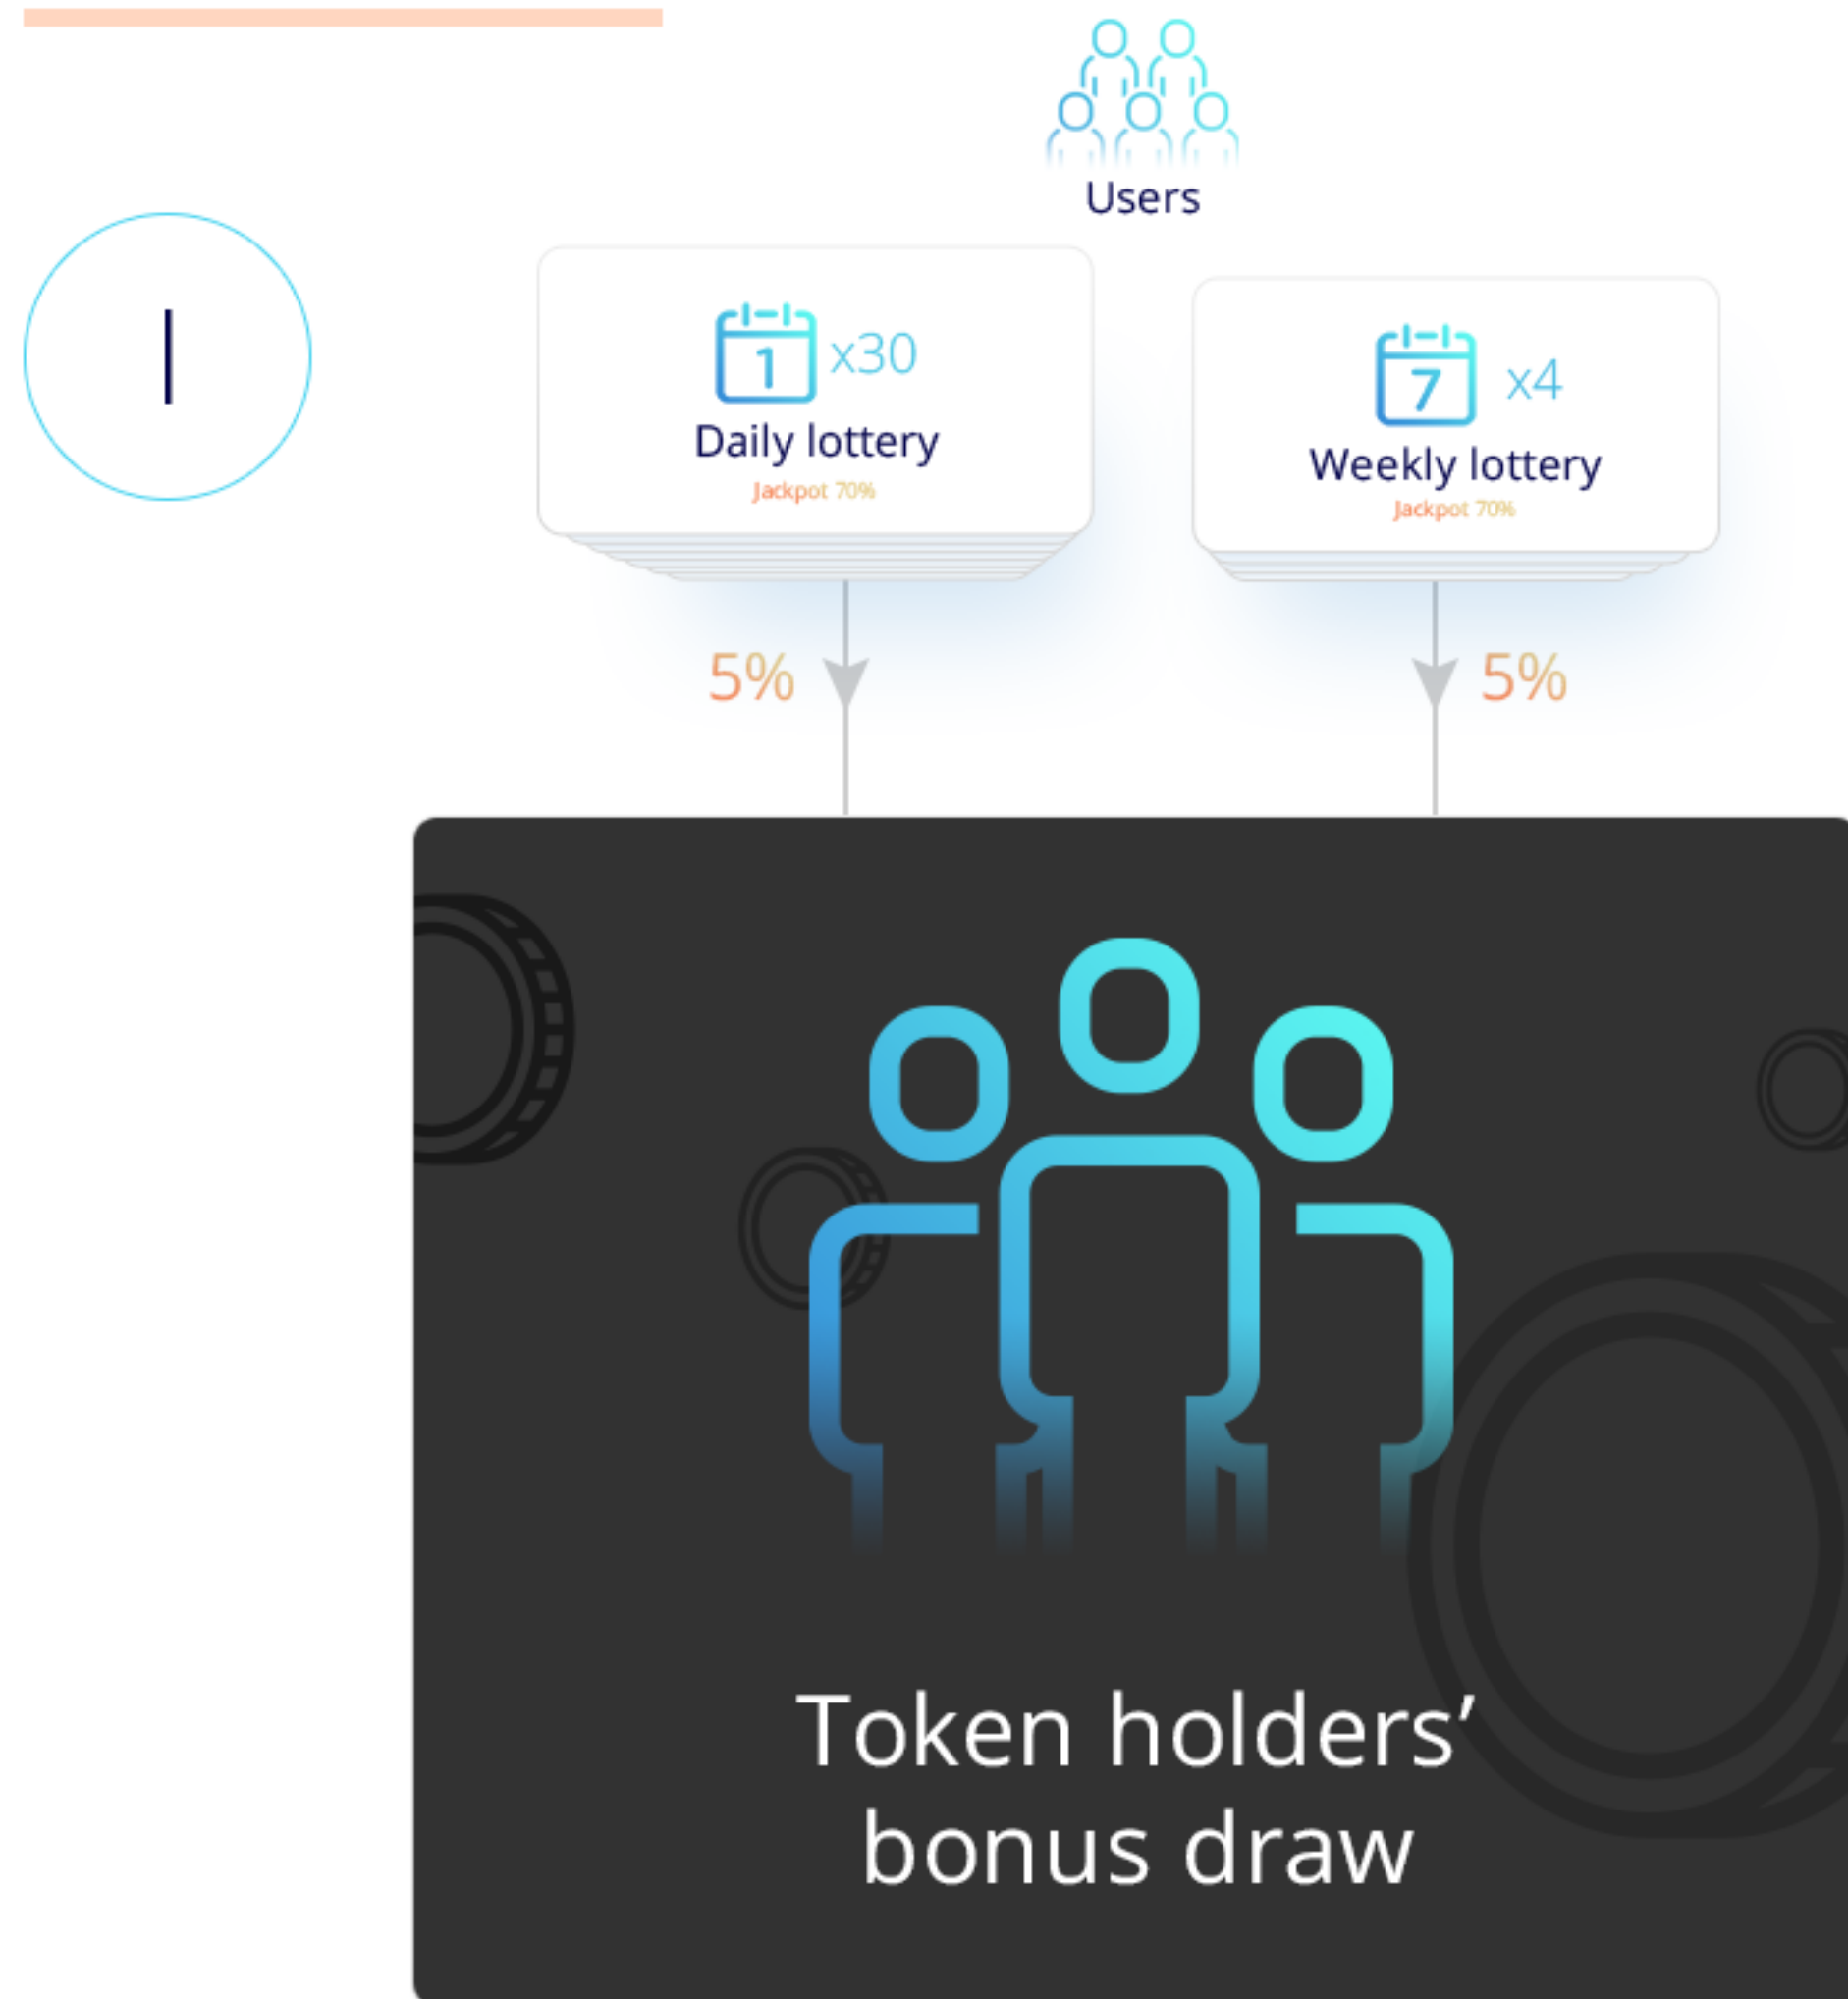 Users
I
1 x30
Daily lottery
Jackpot 70%
7 x4
Weekly lottery
Jackpot 70%
5%
5%
Token holders’
bonus draw